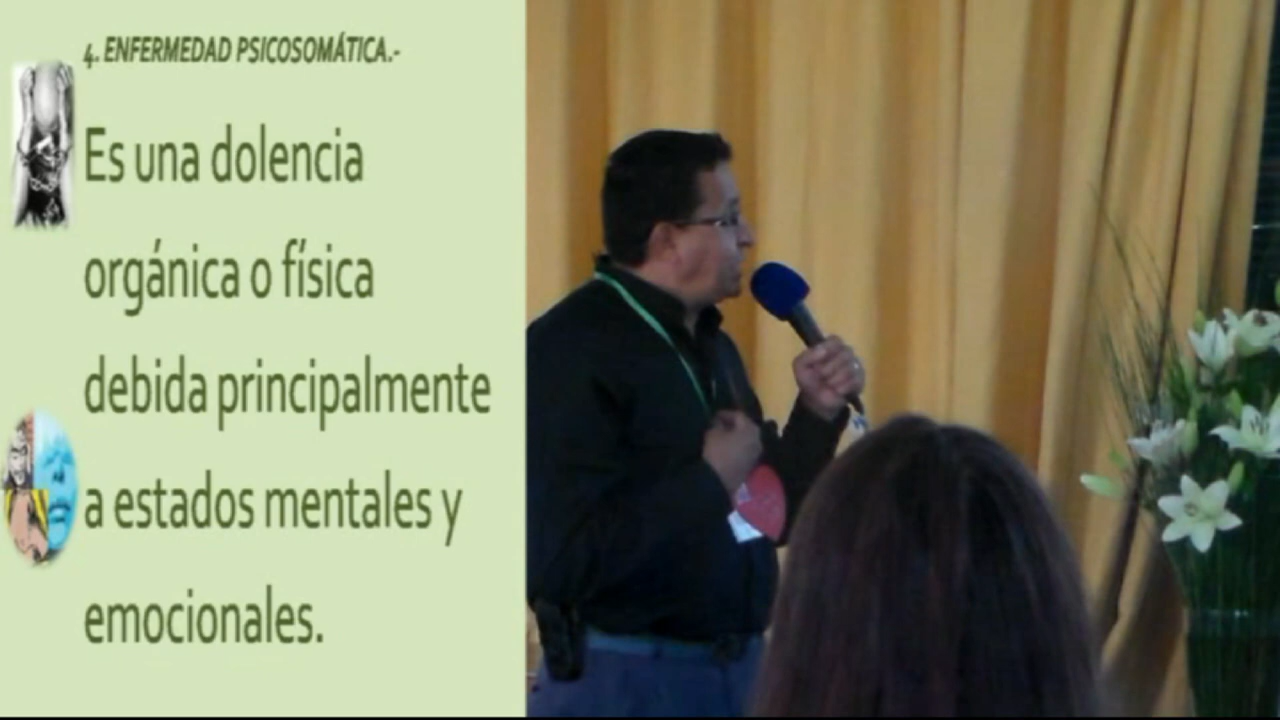 4. ENFERMEDAD PSICOSOMÁTICA.-
Es una dolencia
orgánica o física
debida principalmente
a estados mentales y
emocionales.